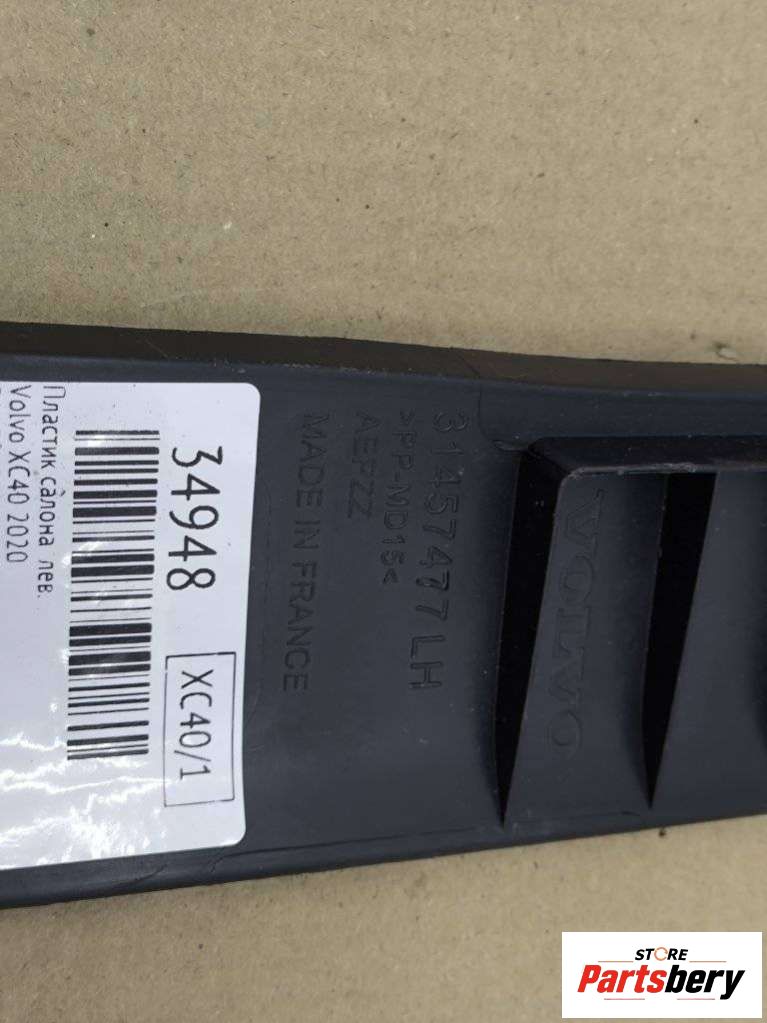 34948
XC40/1
Пластик салона лев.
Volvo XC40 2020
VOLVO
31457477 LH
>PP-MD15<
AEPZZ
MADE IN FRANCE
STORE
Partsbery